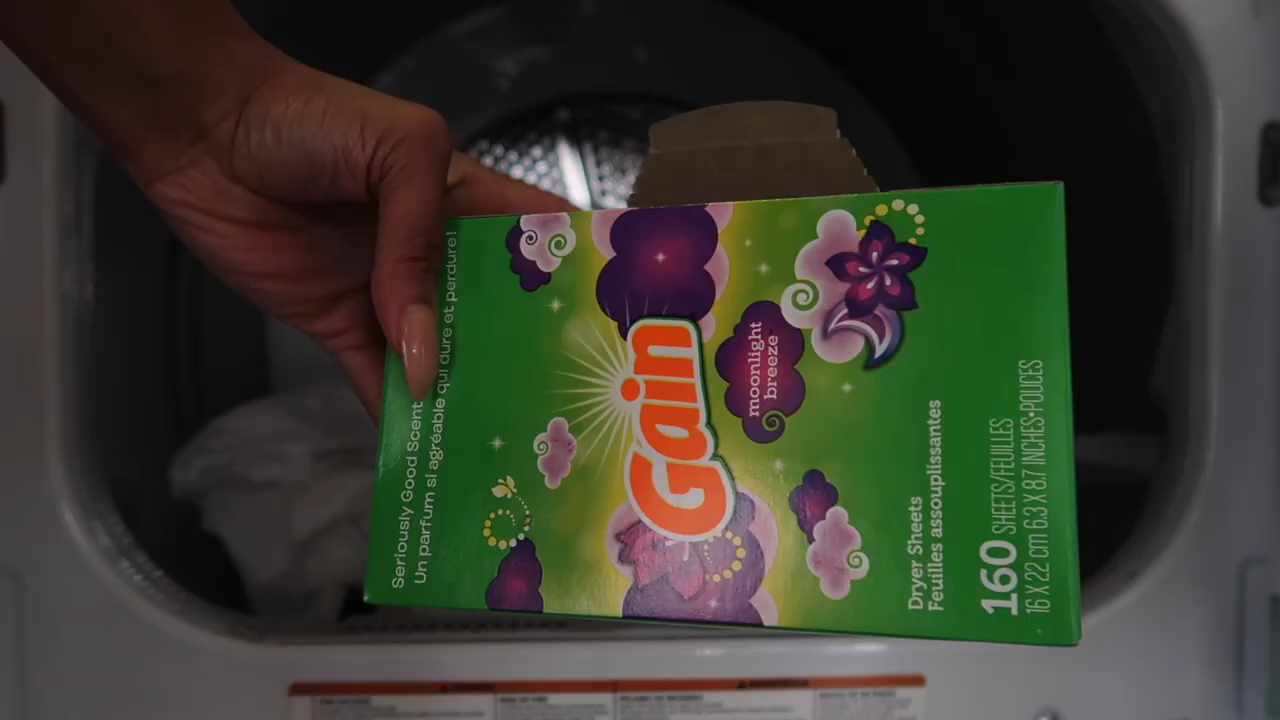 Seriously Good Scent
Un parfum si agréable qui dure et perdure!
Gain
moonlight
breeze
Dryer Sheets
Feuilles assouplissantes
160 SHEETS/FEUILLES
16 X 22 cm 6.3 X 8.7 INCHES•POUCES